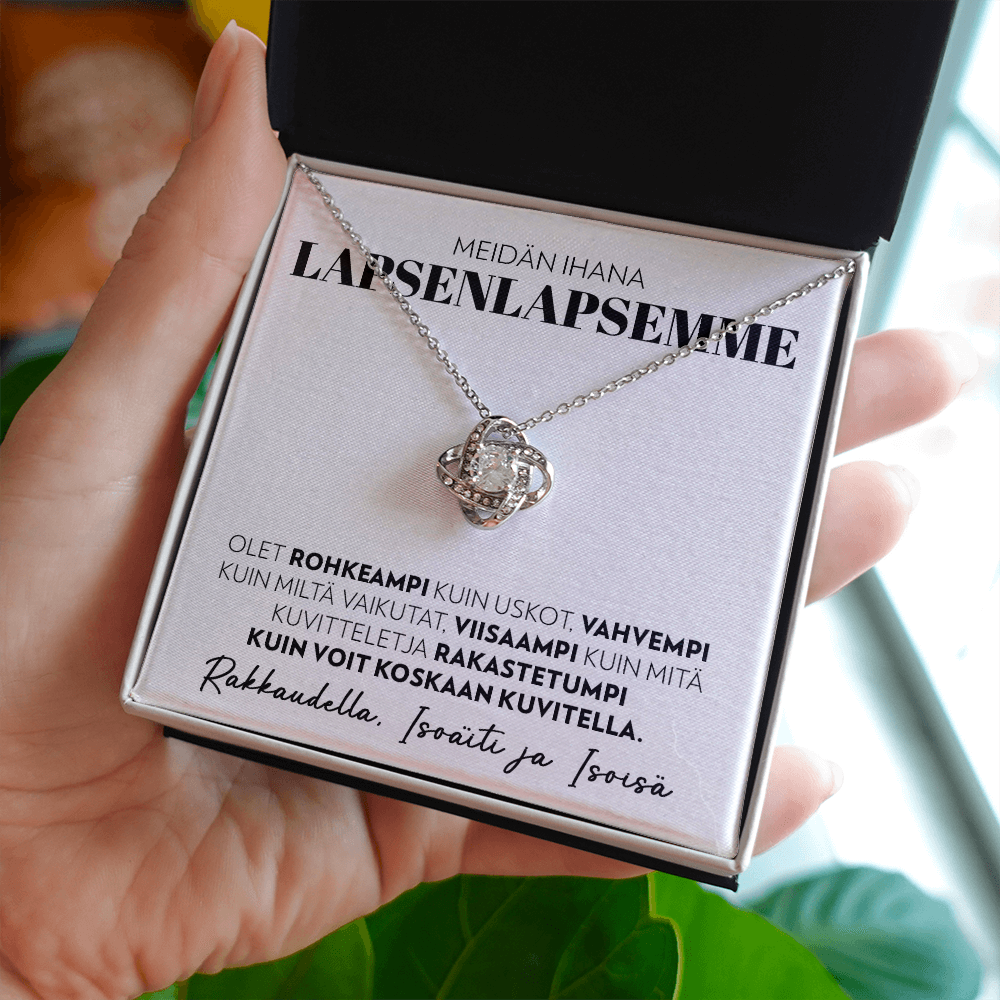 MEIDÄN IHANA
LAPSENLAPSEMME
OLET ROHKEAMPI KUIN USKOT, VAHVEMPI
KUIN MILTÄ VAIKUTAT, VIISAAMPI KUIN MITÄ
KUVITTELETJA RAKASTETUMPI
KUIN VOIT KOSKAAN KUVITELLA.
Rakkaudella, Isoäiti ja Isoisä